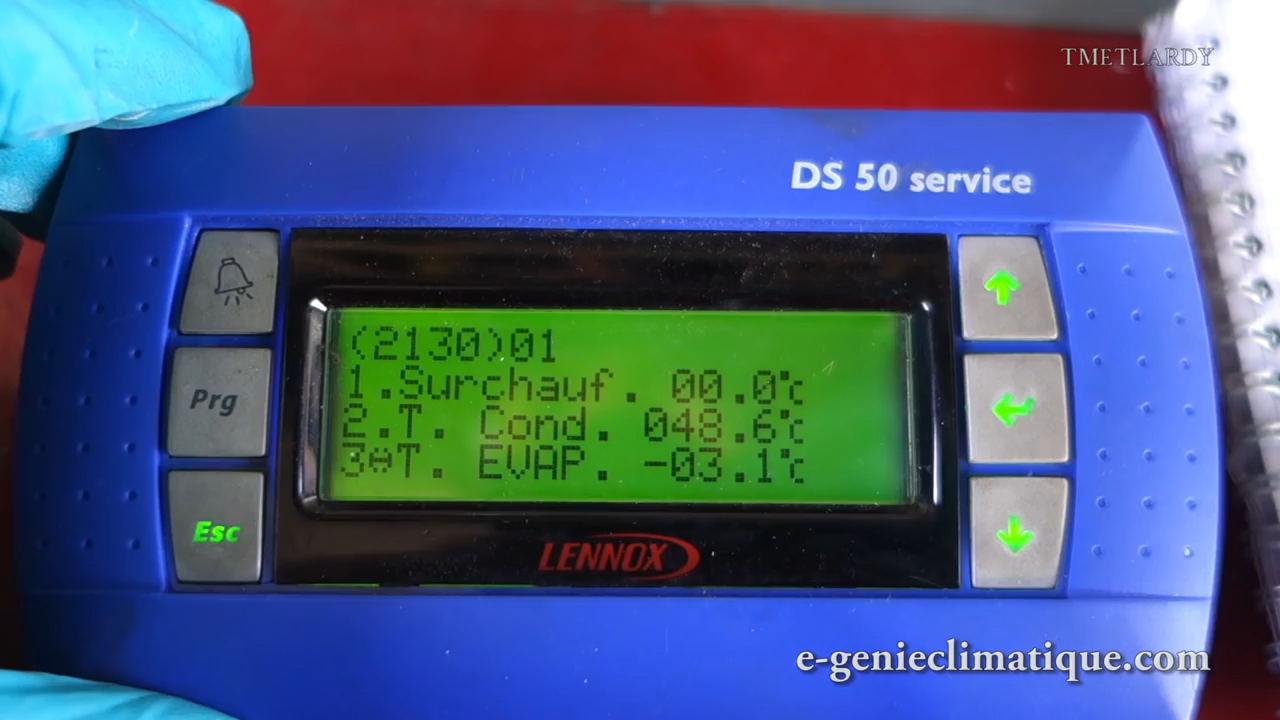 TMETLARDY
DS 50 service
(2130)01
1.Surchauf. 00.0°c
2.T. Cond. 048.6°c
3⊖T. EVAP. -03.1°c
Prg
Esc
LENNOX
e-genieclimatique.com